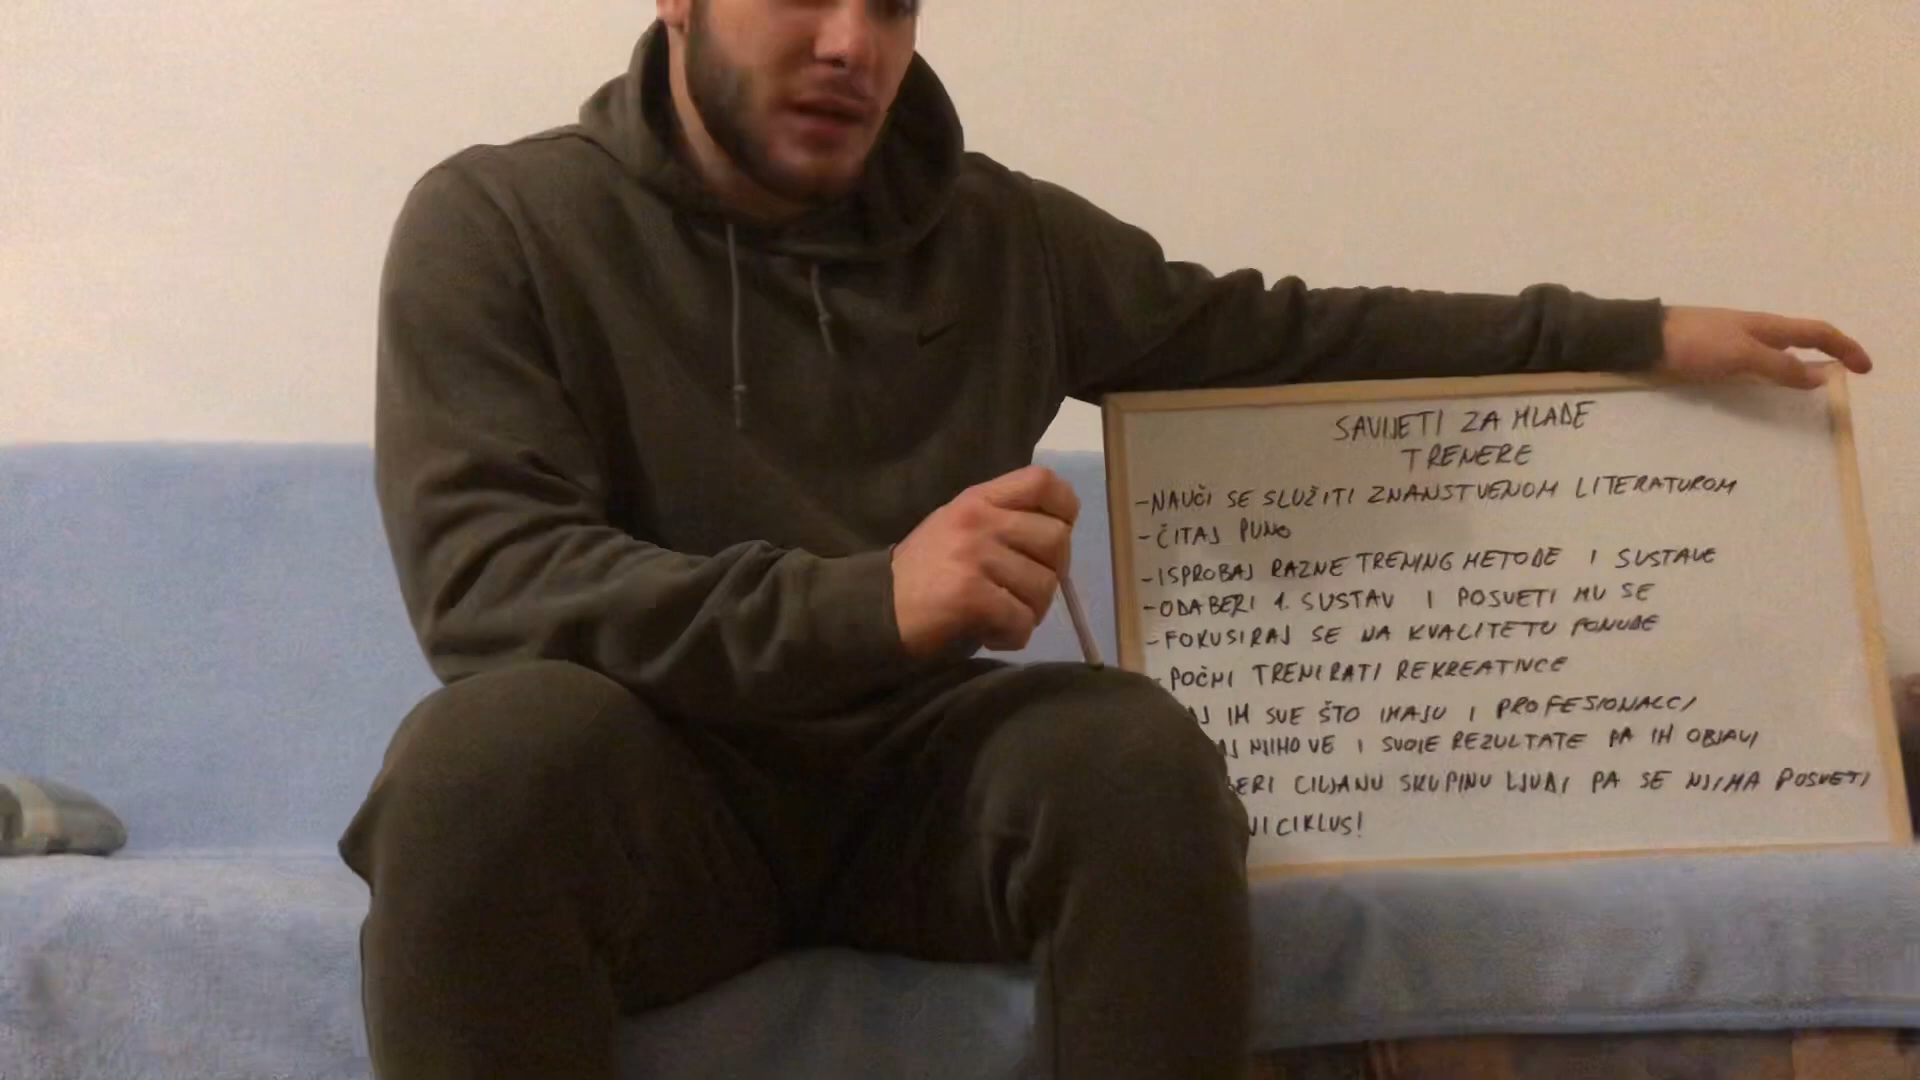 SAVIJETI ZA MLADE
TRENERE
-NAUČI SE SLUŽITI ZNANSTVENOM LITERATUROM
-ČITAJ PUNO
-ISPROBAJ RAZNE TRENING METODE I SUSTAVE
-ODABERI 1. SUSTAV I POSVETI MU SE
-FOKUSIRAJ SE NA KVALITETU PONUDE
-POČNI TRENIRATI REKREATIVCE
IM SVE ŠTO IMAJU I PROFESIONALCI
NJIHOVE I SVOJE REZULTATE PA IH OBJAVI
CILJANU SKUPINU LJUDI PA SE NJIMA POSVETI
CIKLUS!